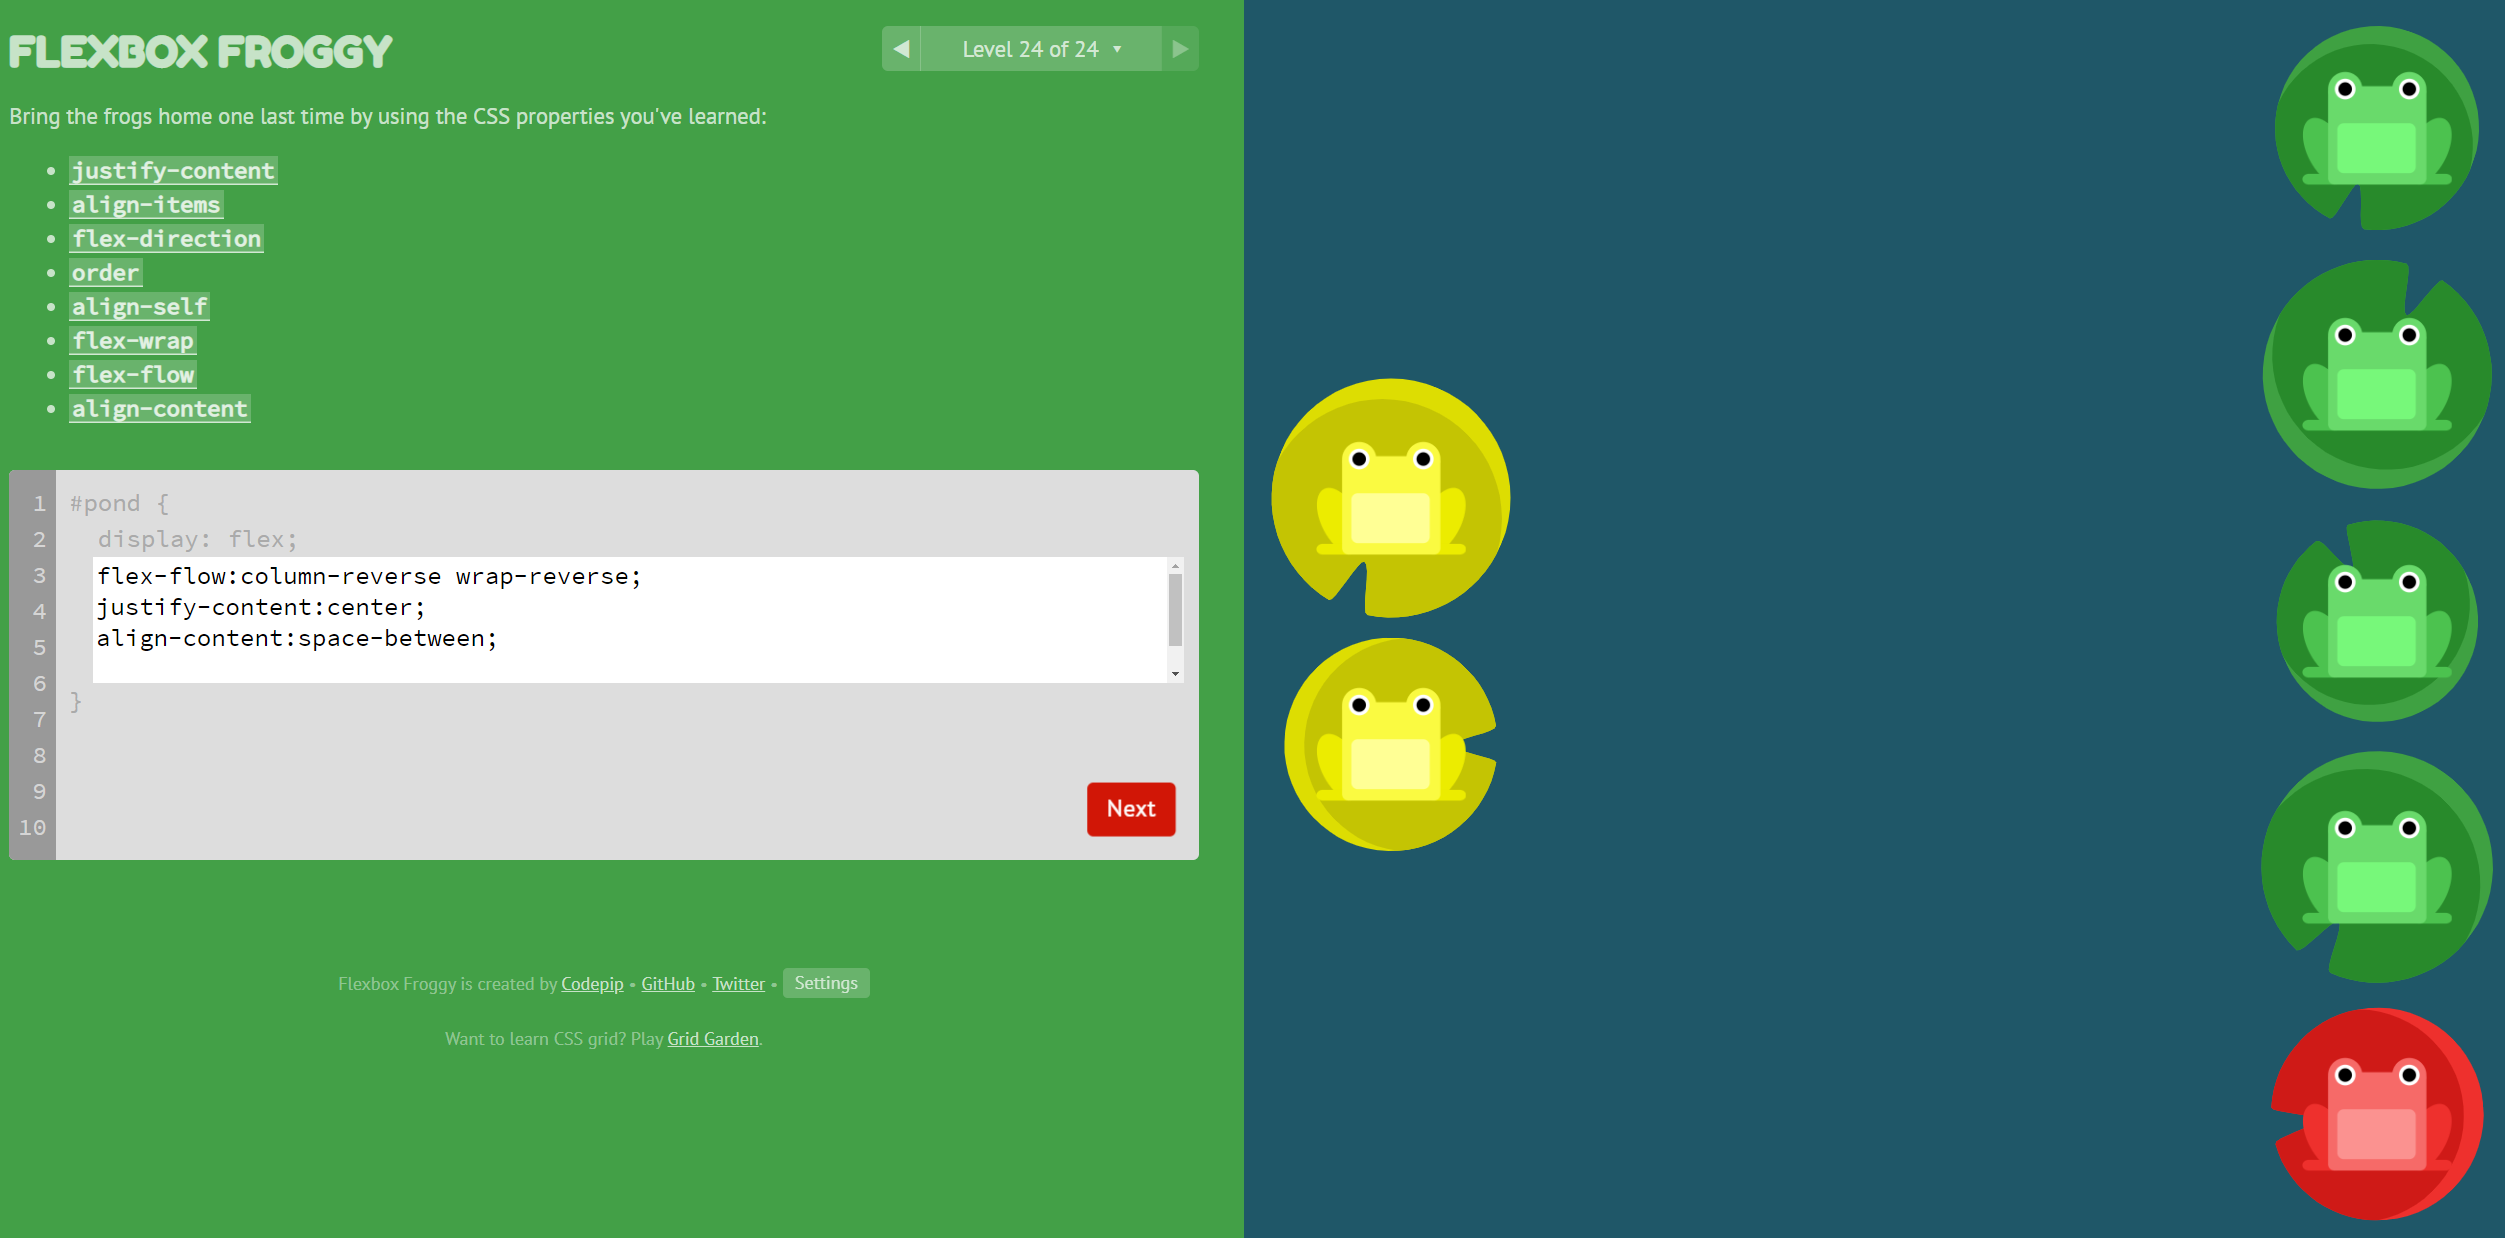 FLEXBOX FROGGY
◀ Level 24 of 24 ▼ ▶
Bring the frogs home one last time by using the CSS properties you've learned:
• justify-content
• align-items
• flex-direction
• order
• align-self
• flex-wrap
• flex-flow
• align-content
1 #pond {
2 display: flex;
3 flex-flow:column-reverse wrap-reverse;
4 justify-content:center;
5 align-content:space-between;
6 }
7
8
9
10
Next
Flexbox Froggy is created by Codepip • GitHub • Twitter • Settings
Want to learn CSS grid? Play Grid Garden.